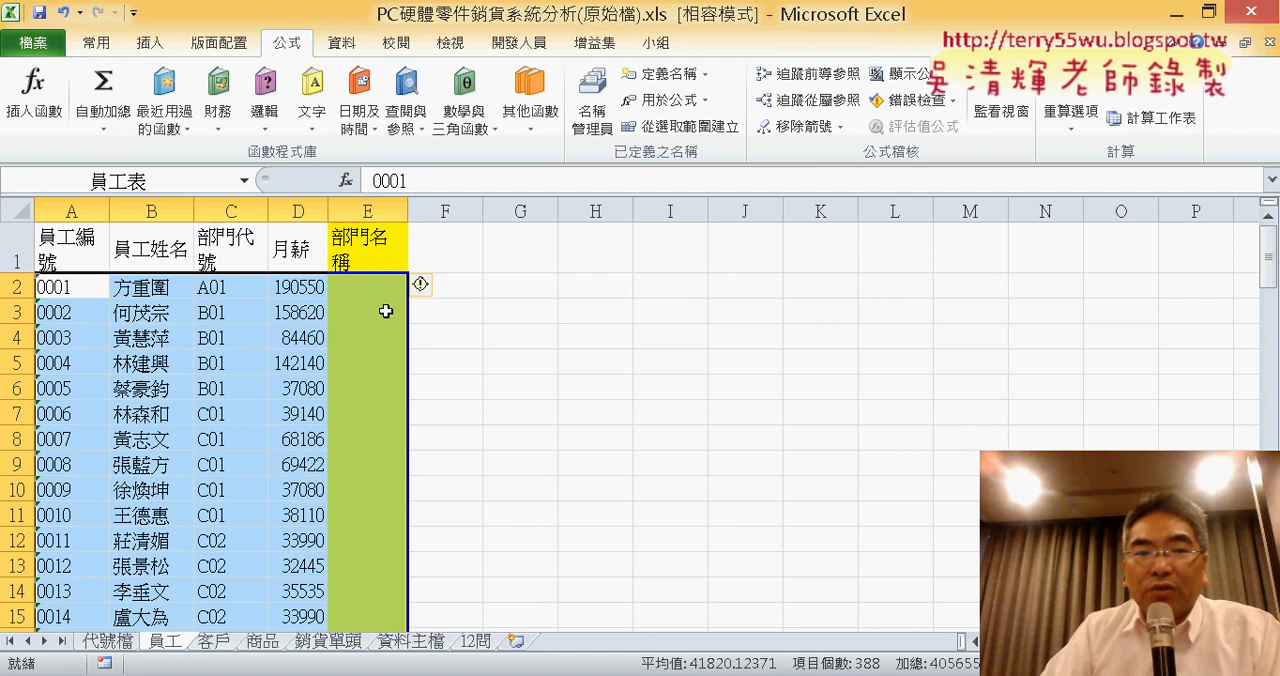 PC硬體零件銷貨系統分析(原始檔).xls [相容模式] - Microsoft Excel
檔案 常用 插入 版面配置 公式 資料 校閱 檢視 開發人員 增益集 小組
http://terry55wu.blogspot.tw
吳清輝老師錄製
插入函數 自動加總 最近用過的函數 財務 邏輯 文字 日期及時間 查閱與參照 數學與三角函數 其他函數
名稱管理員 定義名稱 用於公式 從選取範圍建立
追蹤前導參照 追蹤從屬參照 移除箭號 顯示公 錯誤檢查 評估值公式 監看視窗
重算選項 計算工作表
函數程式庫 已定義之名稱 公式稽核 計算
員工表 fx 0001
A B C D E F G H I J K L M N O P
1 員工編號 員工姓名 部門代號 月薪 部門名稱
2 0001 方重圍 A01 190550
3 0002 何茂宗 B01 158620
4 0003 黃慧萍 B01 84460
5 0004 林建興 B01 142140
6 0005 蔡豪鈞 B01 37080
7 0006 林森和 C01 39140
8 0007 黃志文 C01 68186
9 0008 張藍方 C01 69422
10 0009 徐煥坤 C01 37080
11 0010 王德惠 C01 38110
12 0011 莊清媚 C02 33990
13 0012 張景松 C02 32445
14 0013 李垂文 C02 35535
15 0014 盧大為 C02 33990
代號檔 員工 客戶 商品 銷貨單頭 資料主檔 12問
就緒 平均值: 41820.12371 項目個數: 388 加總: 405655